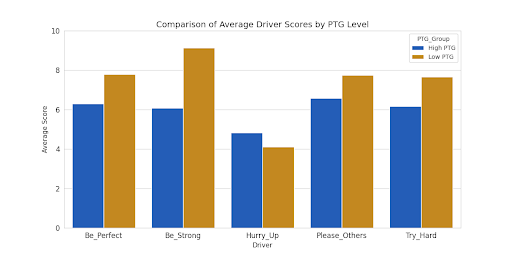 Comparison of Average Driver Scores by PTG Level
PTG_Group
High PTG
Low PTG
Average Score
10
8
6
4
2
0
Be_Perfect
Be_Strong
Hurry_Up
Please_Others
Try_Hard
Driver